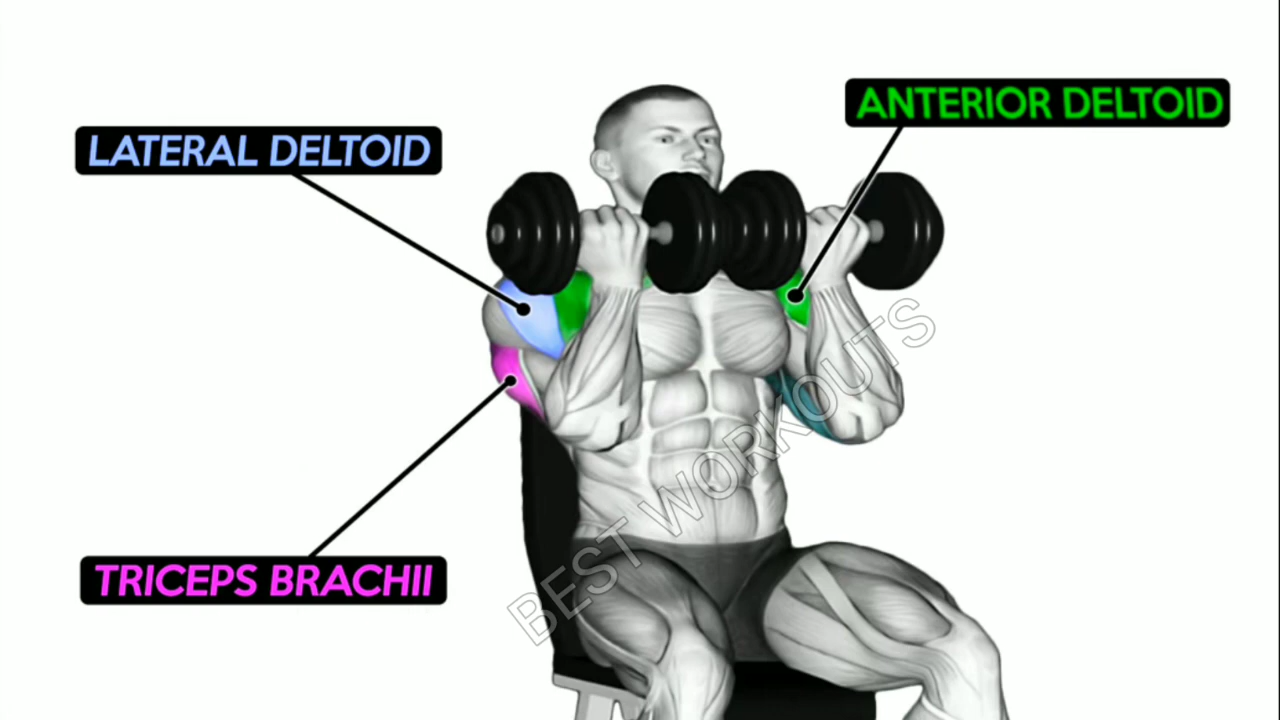 ANTERIOR DELTOID
LATERAL DELTOID
BEST WORKOUTS
TRICEPS BRACHII